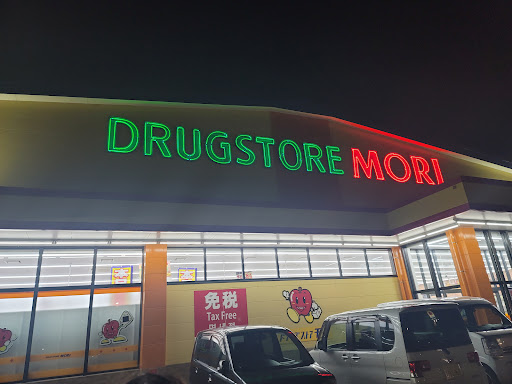 DRUGSTORE MORI
免税
Tax Free